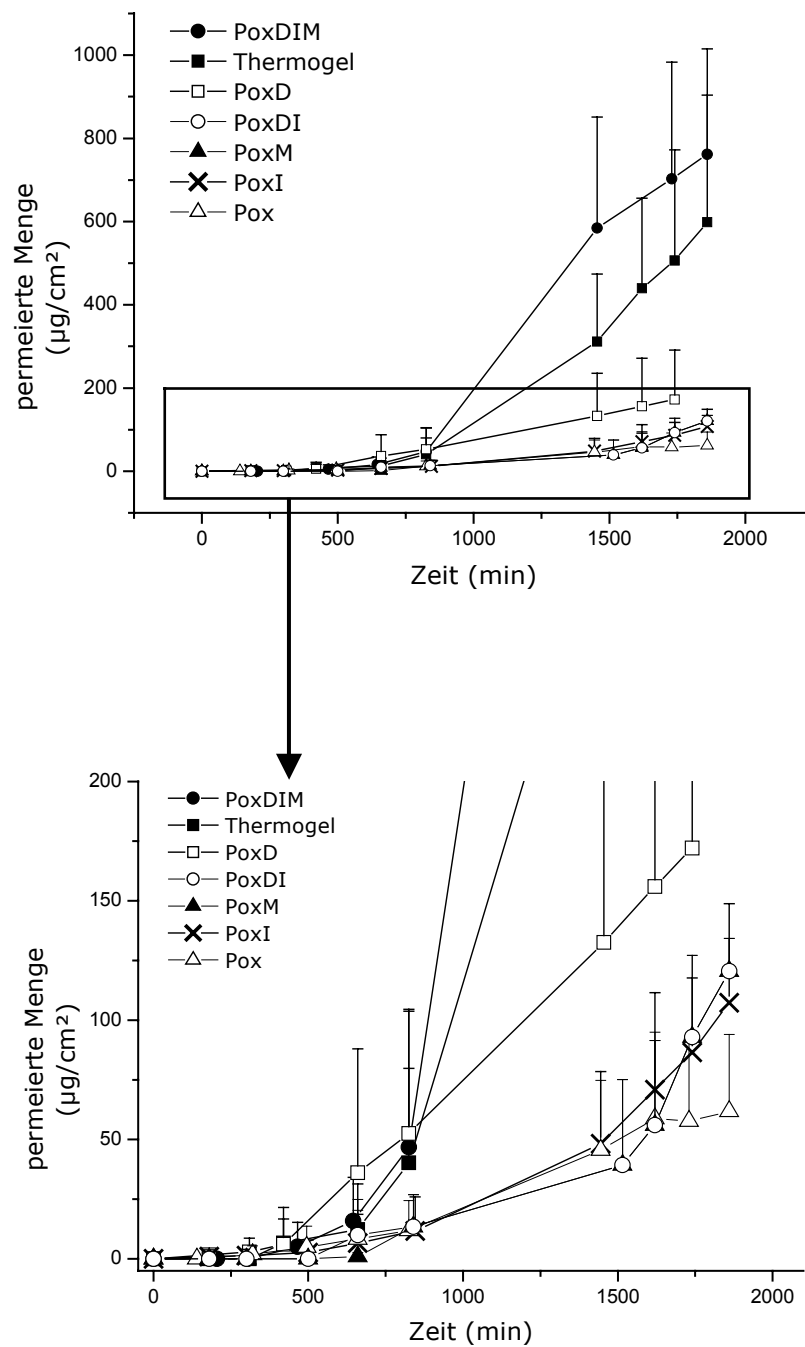 PoxDIM
Thermogel
PoxD
PoxDI
PoxM
PoxI
Pox
permeierte Menge
(µg/cm²)
1000
800
600
400
200
0
0
500
1000
1500
2000
Zeit (min)
PoxDIM
Thermogel
PoxD
PoxDI
PoxM
PoxI
Pox
permeierte Menge
(µg/cm²)
200
150
100
50
0
0
500
1000
1500
2000
Zeit (min)